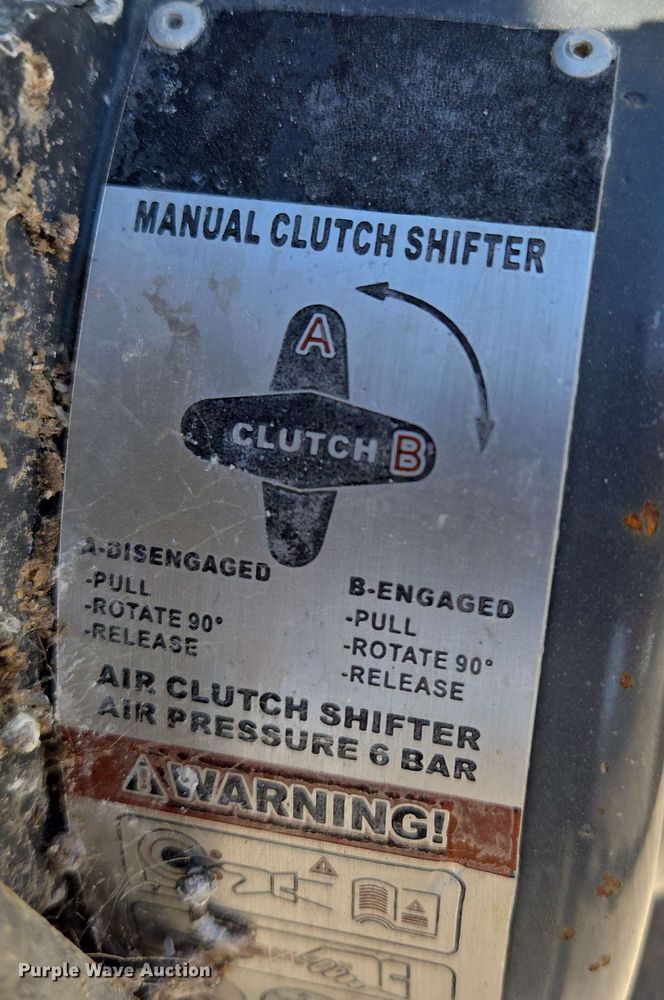 MANUAL CLUTCH SHIFTER
A
CLUTCH B
A-DISENGAGED
-PULL
-ROTATE 90°
-RELEASE
B-ENGAGED
-PULL
-ROTATE 90°
-RELEASE
AIR CLUTCH SHIFTER
AIR PRESSURE 6 BAR
WARNING!
Purple Wave Auction